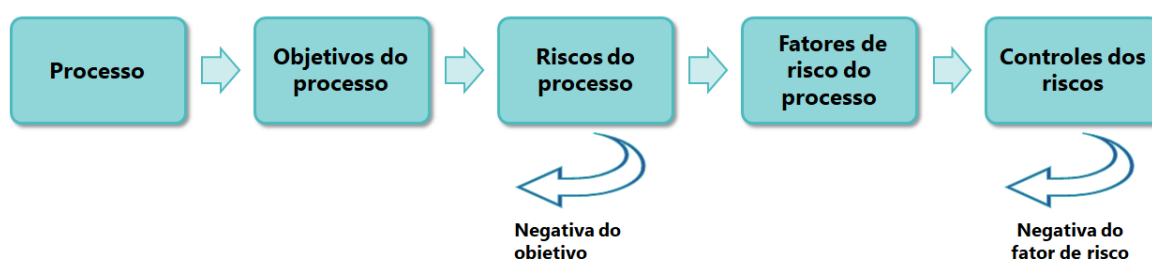 Processo
Objetivos do
processo
Riscos do
processo
Fatores de
risco do
processo
Controles dos
riscos
Negativa do
objetivo
Negativa do
fator de risco